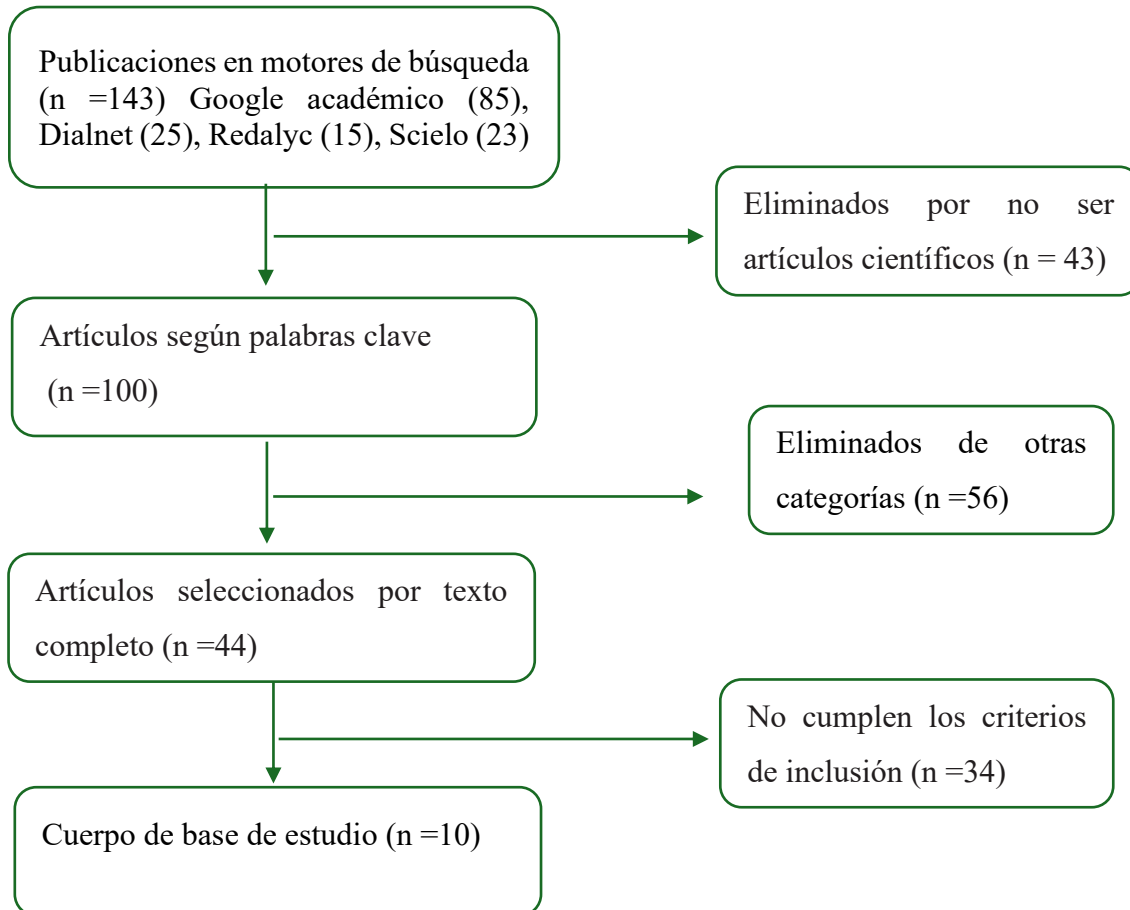 Publicaciones en motores de búsqueda
(n =143) Google académico (85),
Dialnet (25), Redalyc (15), Scielo (23)
Eliminados por no ser
artículos científicos (n = 43)
Artículos según palabras clave
(n =100)
Eliminados de otras
categorías (n =56)
Artículos seleccionados por texto
completo (n =44)
No cumplen los criterios
de inclusión (n =34)
Cuerpo de base de estudio (n =10)